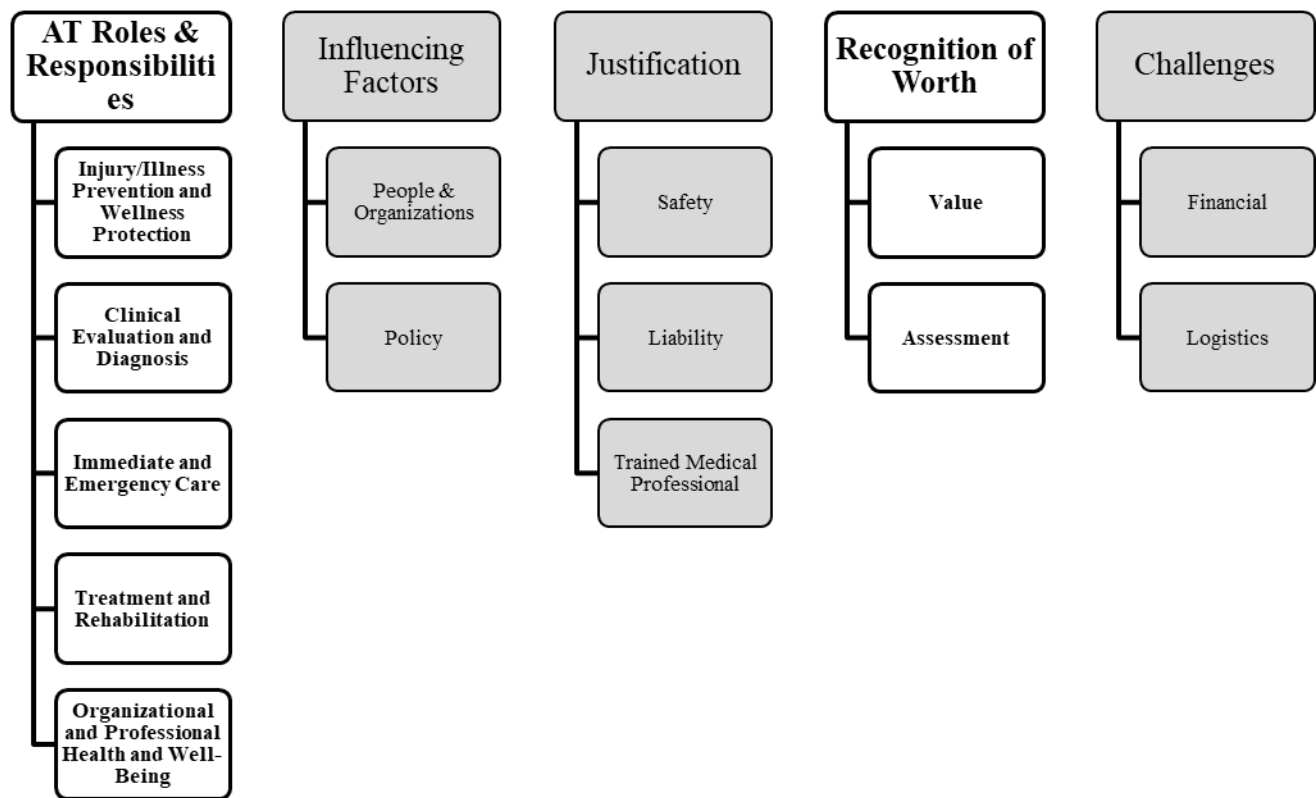 AT Roles &
Responsibiliti
es
Injury/Illness
Prevention and
Wellness
Protection
Clinical
Evaluation and
Diagnosis
Immediate and
Emergency Care
Treatment and
Rehabilitation
Organizational
and Professional
Health and Well-
Being
Influencing
Factors
People &
Organizations
Policy
Justification
Safety
Liability
Trained Medical
Professional
Recognition of
Worth
Value
Assessment
Challenges
Financial
Logistics